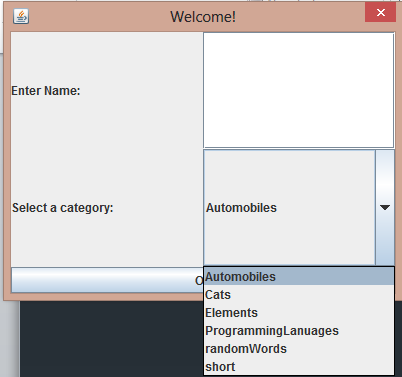 Welcome!
Enter Name:
Select a category:
Automobiles
Automobiles
Cats
Elements
ProgrammingLanuages
randomWords
short